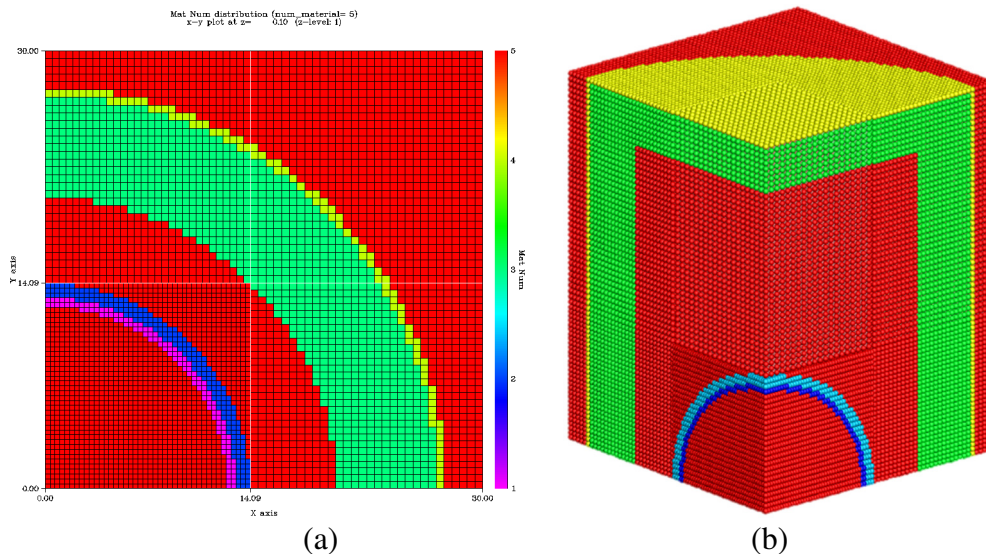 Mat Num distribution (num_material= 5)
x-y plot at z= 0.10 (z-level: 1)
30.00
14.09
0.00
Y axis
0.00
14.09
30.00
X axis
5
4
3
2
1
Mat Num
(a)
(b)